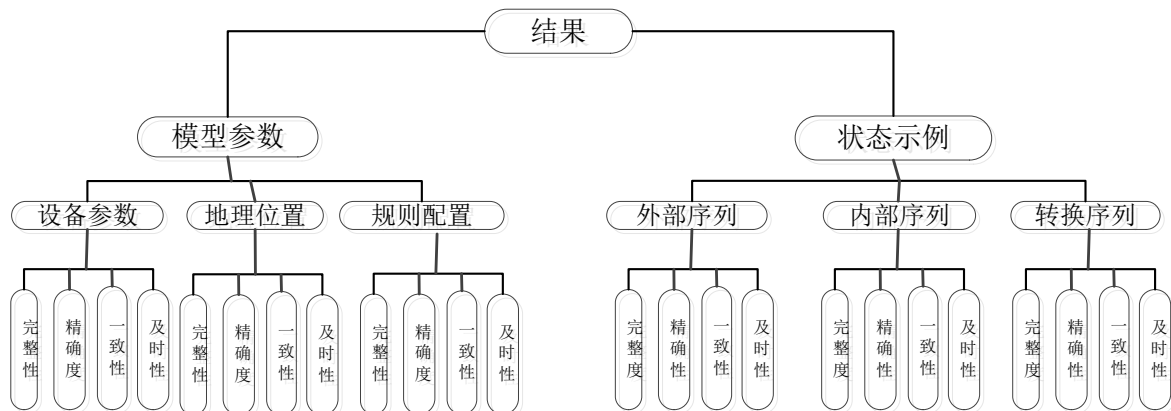 结果
模型参数
状态示例
设备参数
地理位置
规则配置
外部序列
内部序列
转换序列
完整性
精确度
一致性
及时性
完整性
精确度
一致性
及时性
完整性
精确度
一致性
及时性
完整度
精确性
一致性
及时性
完整度
精确性
一致性
及时性
完整度
精确性
一致性
及时性